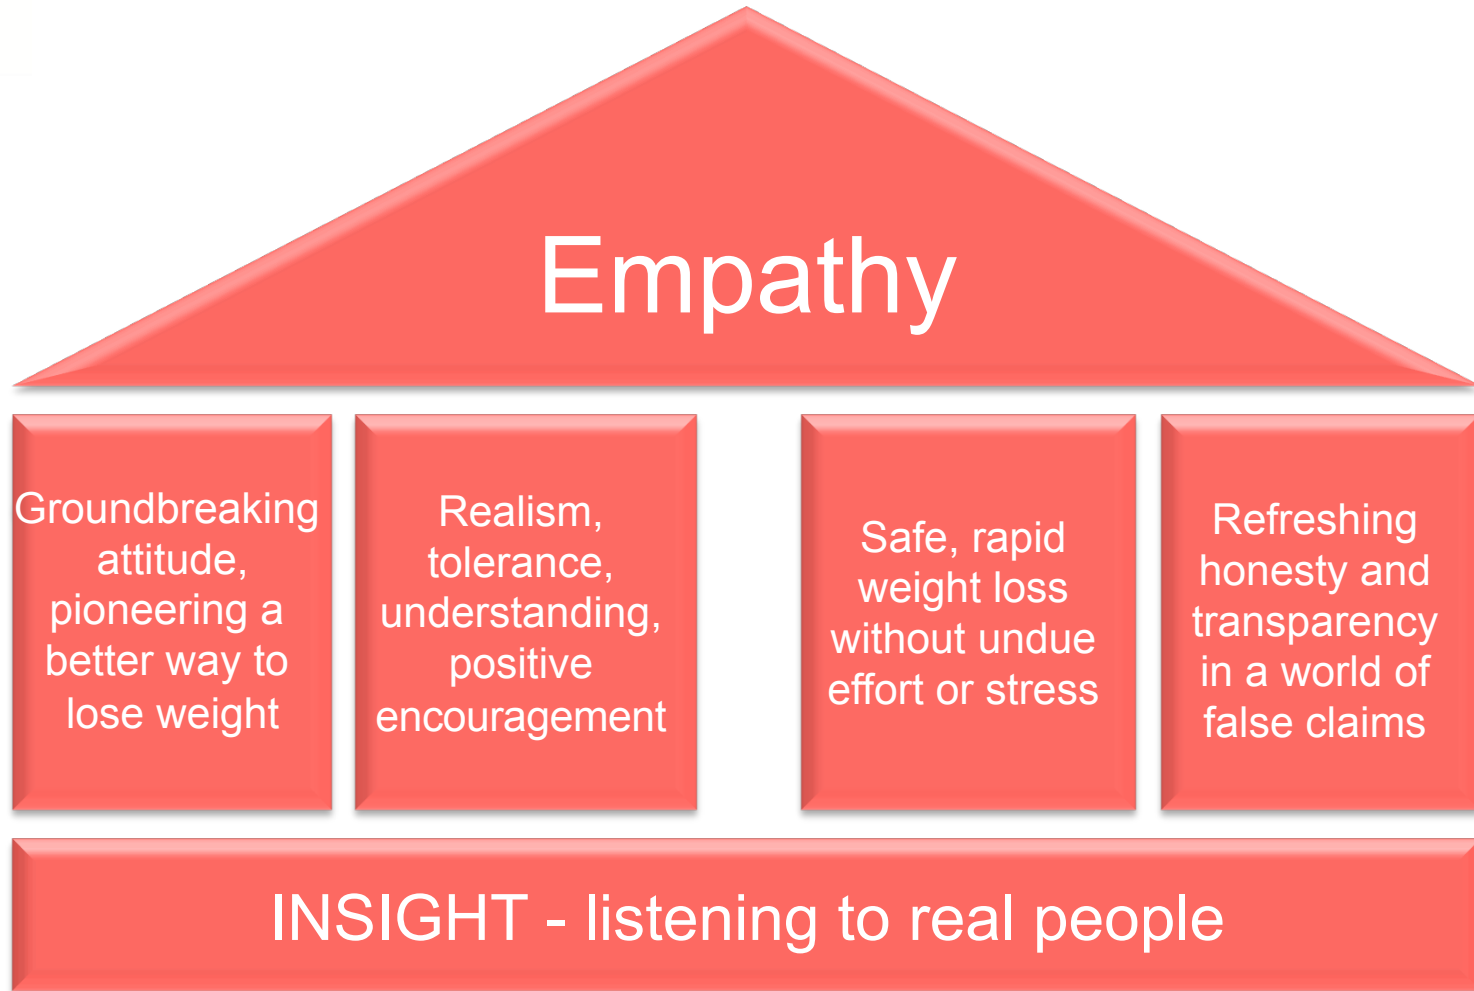 Empathy
Groundbreaking
attitude,
pioneering a
better way to
lose weight
Realism,
tolerance,
understanding,
positive
encouragement
Safe, rapid
weight loss
without undue
effort or stress
Refreshing
honesty and
transparency
in a world of
false claims
INSIGHT - listening to real people